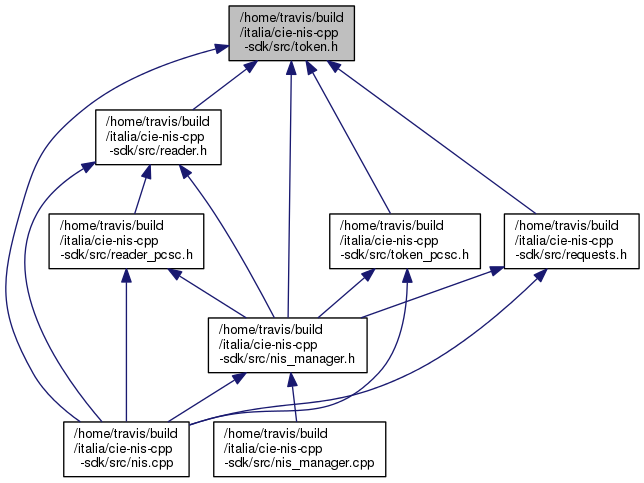 /home/travis/build
/italia/cie-nis-cpp
-sdk/src/token.h
/home/travis/build
/italia/cie-nis-cpp
-sdk/src/reader.h
/home/travis/build
/italia/cie-nis-cpp
-sdk/src/reader_pcsc.h
/home/travis/build
/italia/cie-nis-cpp
-sdk/src/token_pcsc.h
/home/travis/build
/italia/cie-nis-cpp
-sdk/src/requests.h
/home/travis/build
/italia/cie-nis-cpp
-sdk/src/nis_manager.h
/home/travis/build
/italia/cie-nis-cpp
-sdk/src/nis.cpp
/home/travis/build
/italia/cie-nis-cpp
-sdk/src/nis_manager.cpp